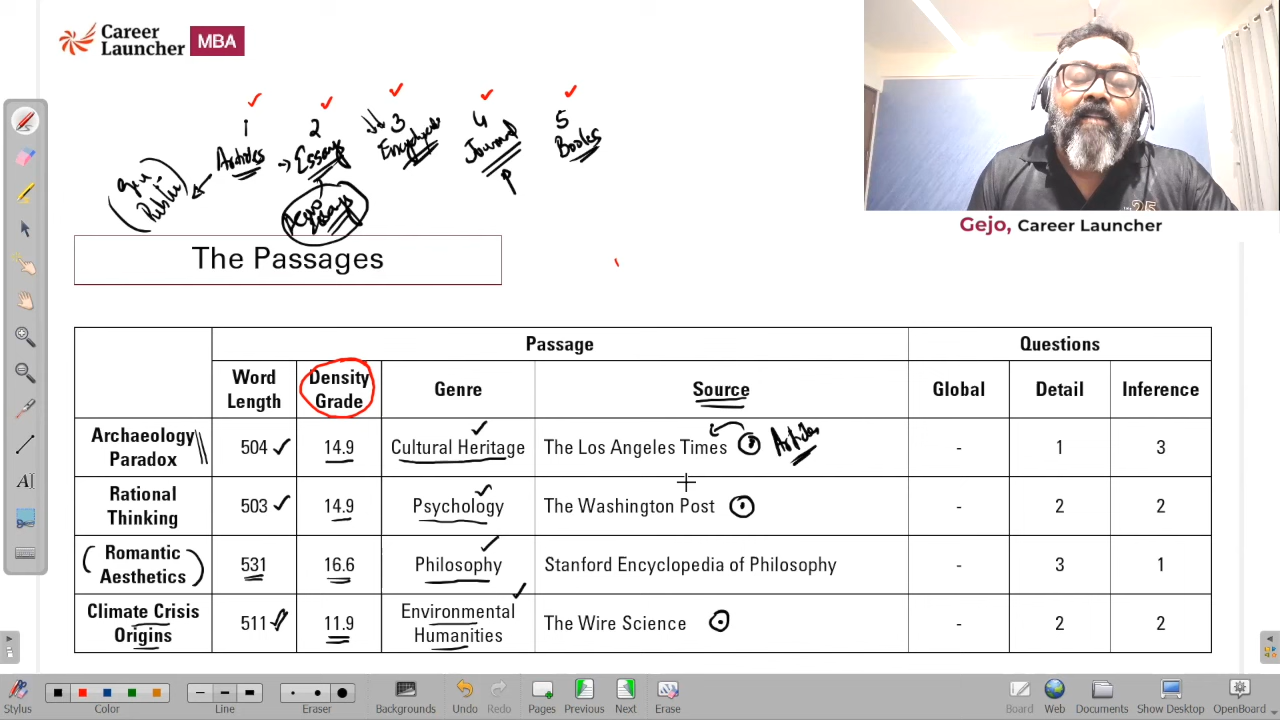 Career
Launcher MBA
1 2 3 4 5
Articles Essays Journal Books
Gejo, Career Launcher
The Passages
Passage Questions
Word Length Density Grade Genre Source Global Detail Inference
Archaeology Paradox 504 14.9 Cultural Heritage The Los Angeles Times Articles - 1 3
Rational Thinking 503 14.9 Psychology The Washington Post - 2 2
Romantic Aesthetics 531 16.6 Philosophy Stanford Encyclopedia of Philosophy - 3 1
Climate Crisis Origins 511 11.9 Environmental Humanities The Wire Science - 2 2
Stylus Color Line Eraser Backgrounds Undo Redo Pages Previous Next Erase Board Web Documents Show Desktop OpenBoard